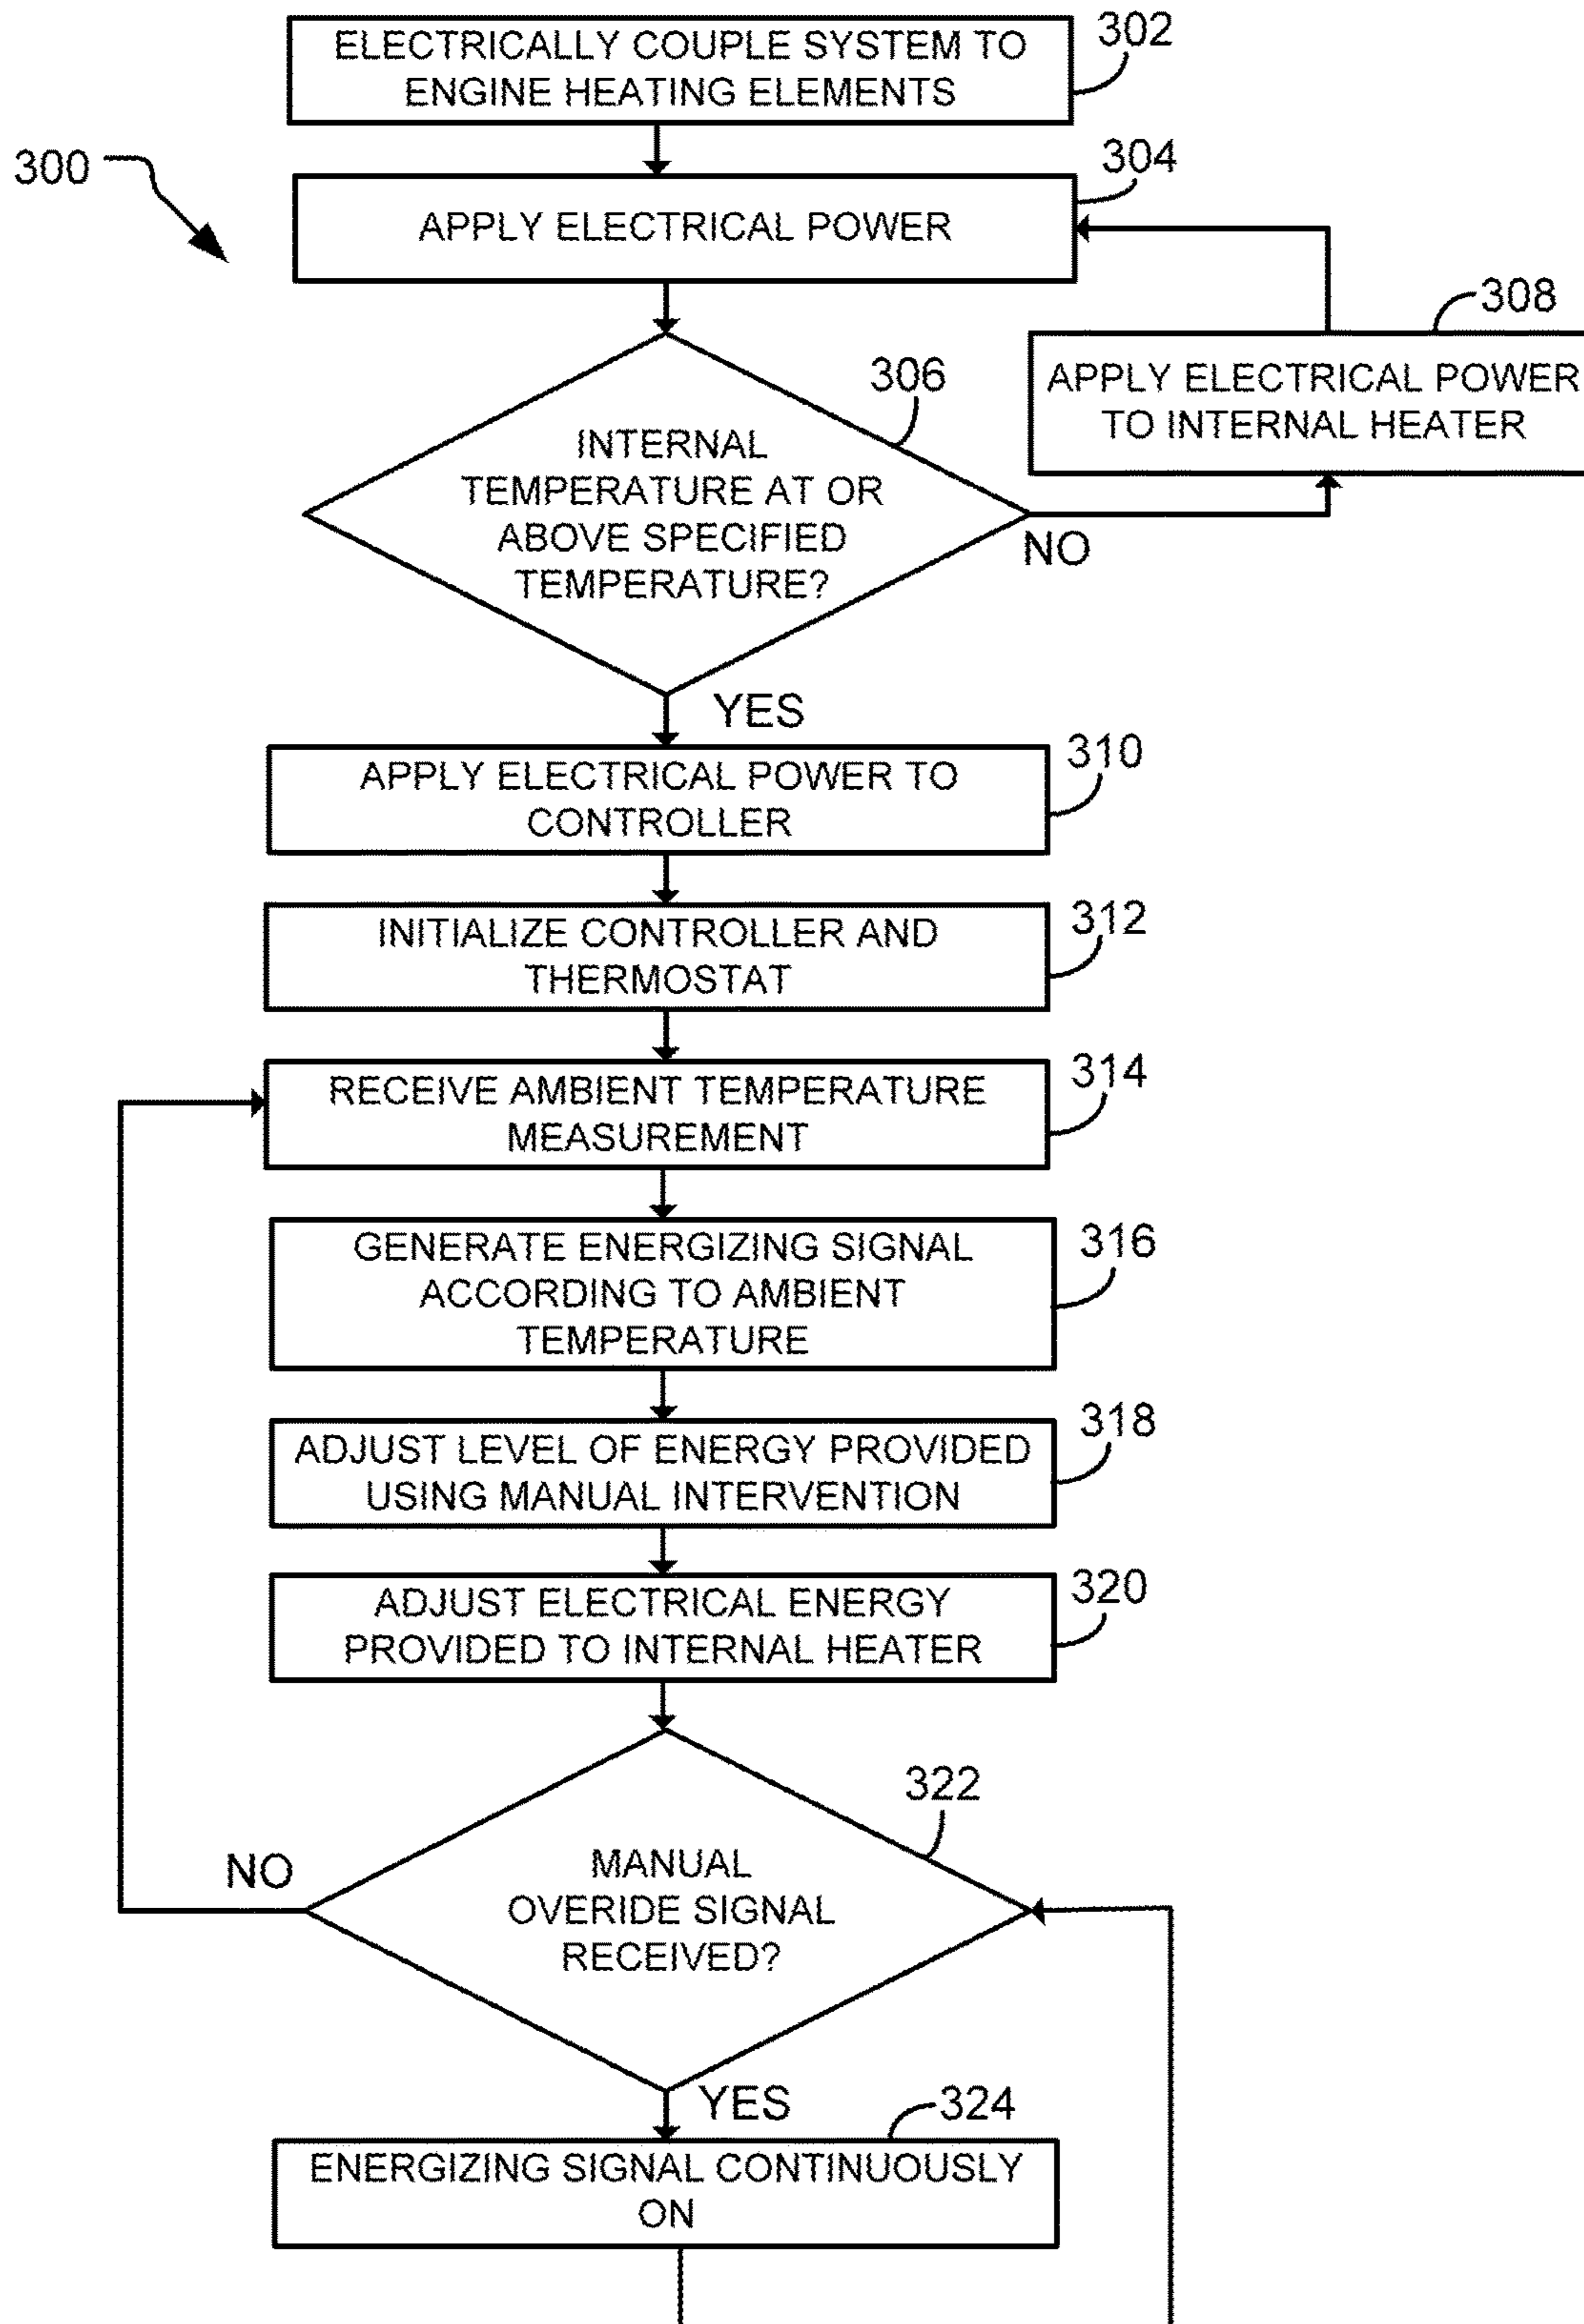 302
ELECTRICALLY COUPLE SYSTEM TO
ENGINE HEATING ELEMENTS
300
304
APPLY ELECTRICAL POWER
308
APPLY ELECTRICAL POWER
TO INTERNAL HEATER
306
INTERNAL
TEMPERATURE AT OR
ABOVE SPECIFIED
TEMPERATURE?
NO
YES
310
APPLY ELECTRICAL POWER TO
CONTROLLER
312
INITIALIZE CONTROLLER AND
THERMOSTAT
314
RECEIVE AMBIENT TEMPERATURE
MEASUREMENT
316
GENERATE ENERGIZING SIGNAL
ACCORDING TO AMBIENT
TEMPERATURE
318
ADJUST LEVEL OF ENERGY PROVIDED
USING MANUAL INTERVENTION
320
ADJUST ELECTRICAL ENERGY
PROVIDED TO INTERNAL HEATER
322
NO
MANUAL
OVERIDE SIGNAL
RECEIVED?
YES
324
ENERGIZING SIGNAL CONTINUOUSLY
ON